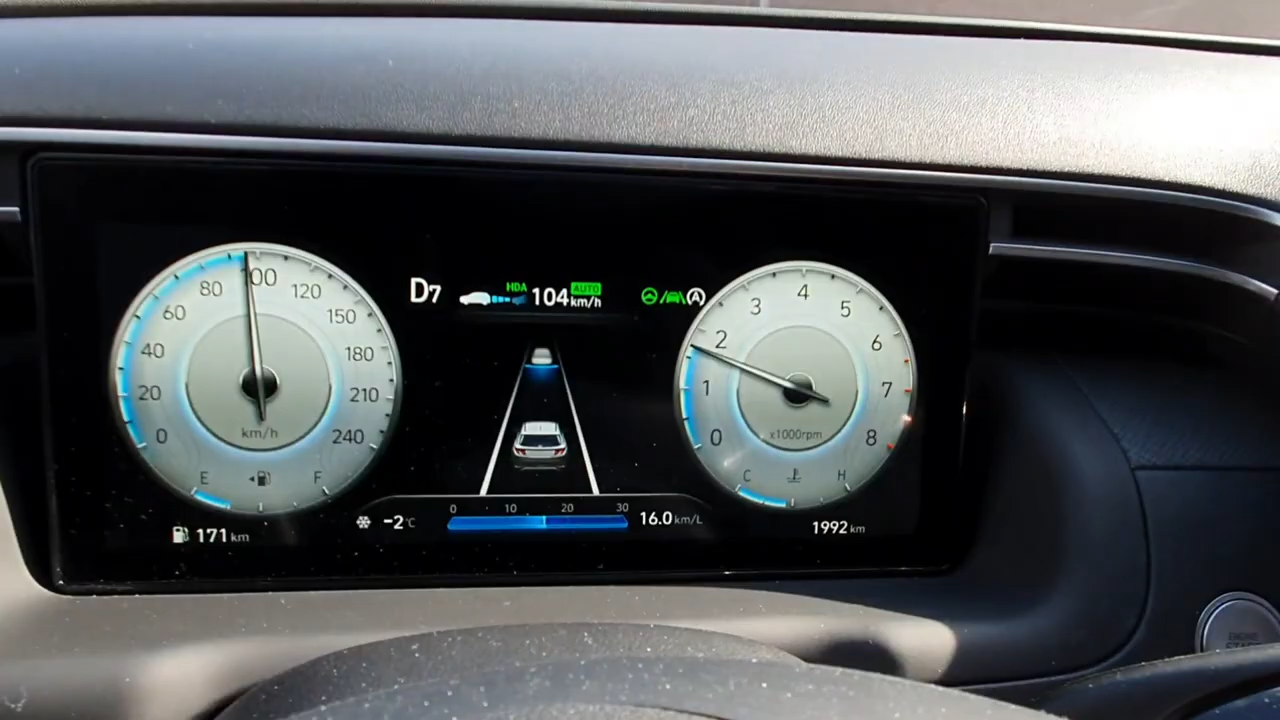 0
20
40
60
80
100
120
150
180
210
240
km/h
E
F
171 km
D7
HDA
104 km/h
AUTO
A
-2°C
0 10 20 30
16.0 km/L
0
1
2
3
4
5
6
7
8
x1000rpm
C
H
1992 km
ENGINE